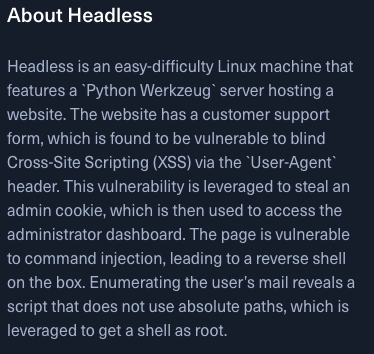 About Headless
Headless is an easy-difficulty Linux machine that
features a `Python Werkzeug` server hosting a
website. The website has a customer support
form, which is found to be vulnerable to blind
Cross-Site Scripting (XSS) via the `User-Agent`
header. This vulnerability is leveraged to steal an
admin cookie, which is then used to access the
administrator dashboard. The page is vulnerable
to command injection, leading to a reverse shell
on the box. Enumerating the user’s mail reveals a
script that does not use absolute paths, which is
leveraged to get a shell as root.